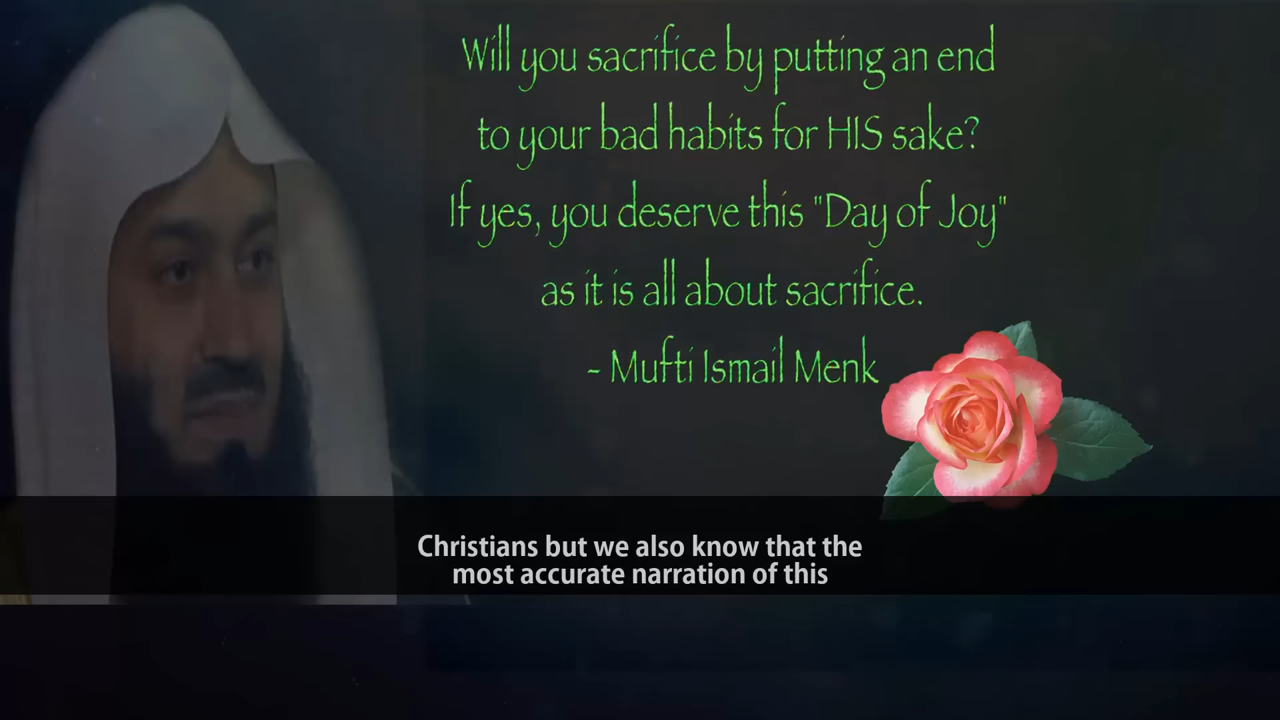 Will you sacrifice by putting an end
to your bad habits for HIS sake?
If yes, you deserve this "Day of Joy"
as it is all about sacrifice.
- Mufti Ismail Menk
Christians but we also know that the
most accurate narration of this